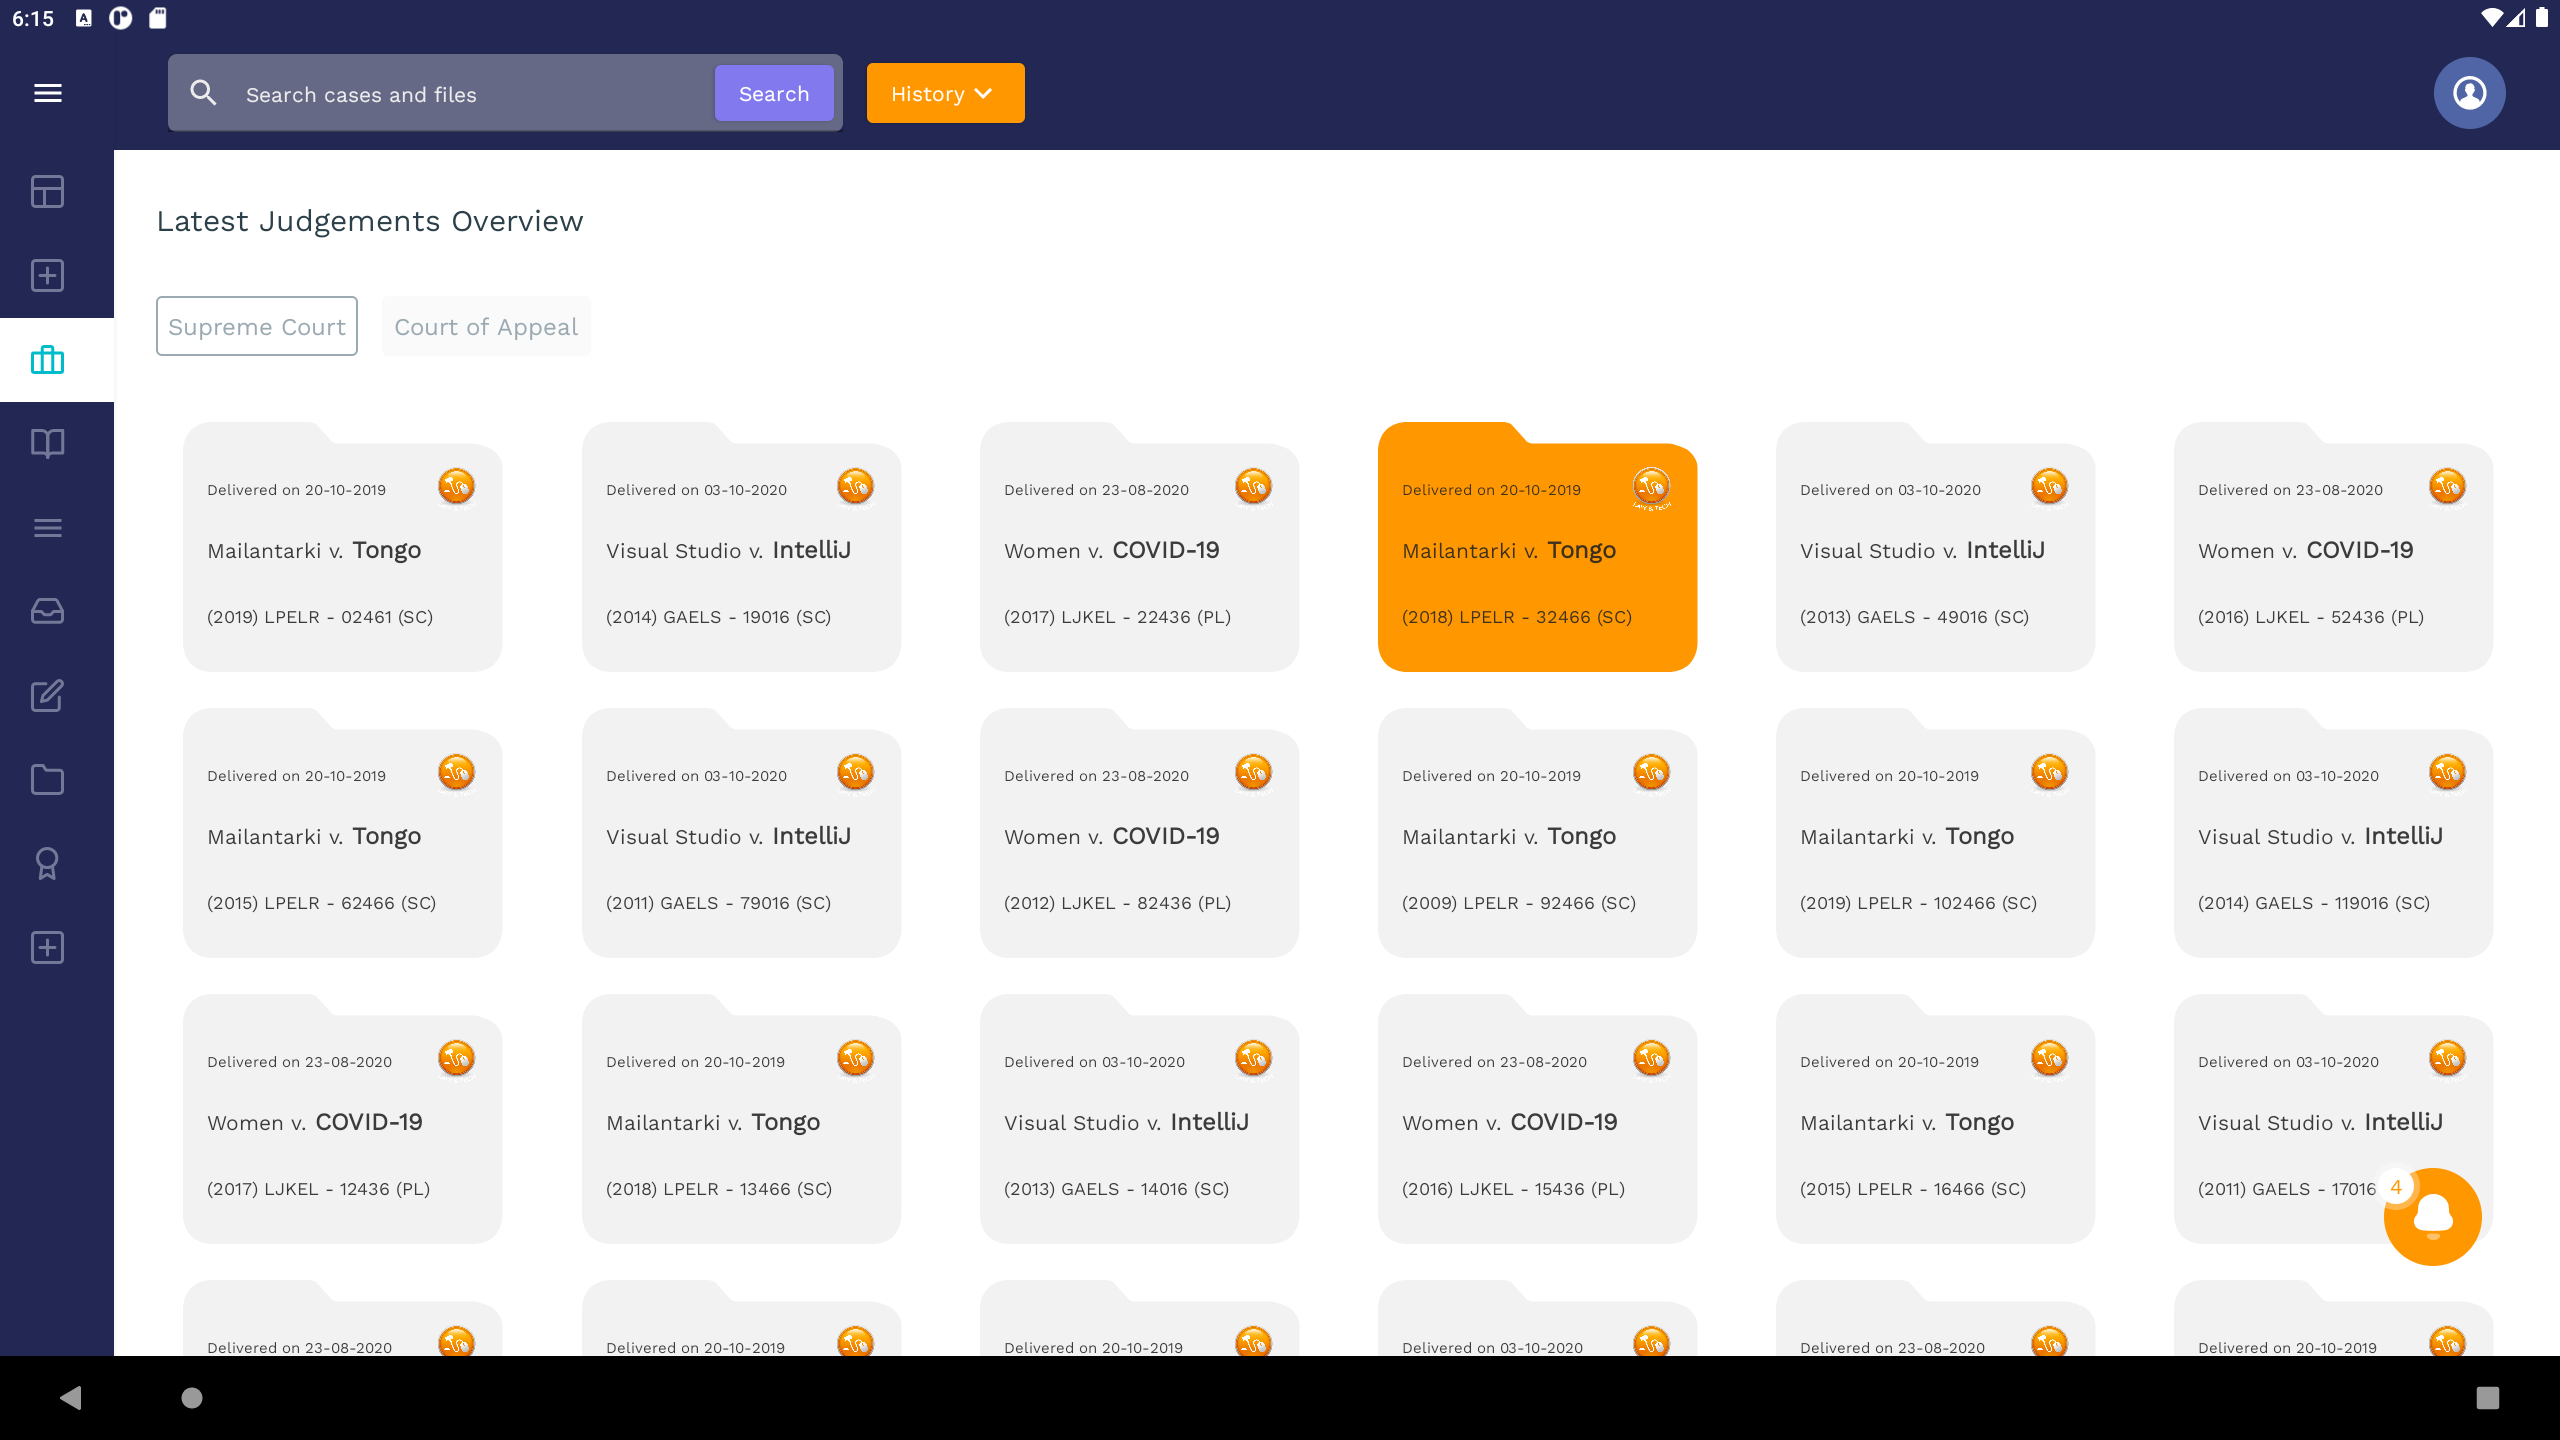 6:15
Search cases and files
Search
History
Latest Judgements Overview
Supreme Court
Court of Appeal
Delivered on 20-10-2019
Mailantarki v. Tongo
(2019) LPELR - 02461 (SC)
Delivered on 03-10-2020
Visual Studio v. IntelliJ
(2014) GAELS - 19016 (SC)
Delivered on 23-08-2020
Women v. COVID-19
(2017) LJKEL - 22436 (PL)
Delivered on 20-10-2019
LAW & TECH
Mailantarki v. Tongo
(2018) LPELR - 32466 (SC)
Delivered on 03-10-2020
Visual Studio v. IntelliJ
(2013) GAELS - 49016 (SC)
Delivered on 23-08-2020
Women v. COVID-19
(2016) LJKEL - 52436 (PL)
Delivered on 20-10-2019
Mailantarki v. Tongo
(2015) LPELR - 62466 (SC)
Delivered on 03-10-2020
Visual Studio v. IntelliJ
(2011) GAELS - 79016 (SC)
Delivered on 23-08-2020
Women v. COVID-19
(2012) LJKEL - 82436 (PL)
Delivered on 20-10-2019
Mailantarki v. Tongo
(2009) LPELR - 92466 (SC)
Delivered on 20-10-2019
Mailantarki v. Tongo
(2019) LPELR - 102466 (SC)
Delivered on 03-10-2020
Visual Studio v. IntelliJ
(2014) GAELS - 119016 (SC)
Delivered on 23-08-2020
Women v. COVID-19
(2017) LJKEL - 12436 (PL)
Delivered on 20-10-2019
Mailantarki v. Tongo
(2018) LPELR - 13466 (SC)
Delivered on 03-10-2020
Visual Studio v. IntelliJ
(2013) GAELS - 14016 (SC)
Delivered on 23-08-2020
Women v. COVID-19
(2016) LJKEL - 15436 (PL)
Delivered on 20-10-2019
Mailantarki v. Tongo
(2015) LPELR - 16466 (SC)
Delivered on 03-10-2020
Visual Studio v. IntelliJ
(2011) GAELS - 17016
4
Delivered on 23-08-2020
Delivered on 20-10-2019
Delivered on 20-10-2019
Delivered on 03-10-2020
Delivered on 23-08-2020
Delivered on 20-10-2019